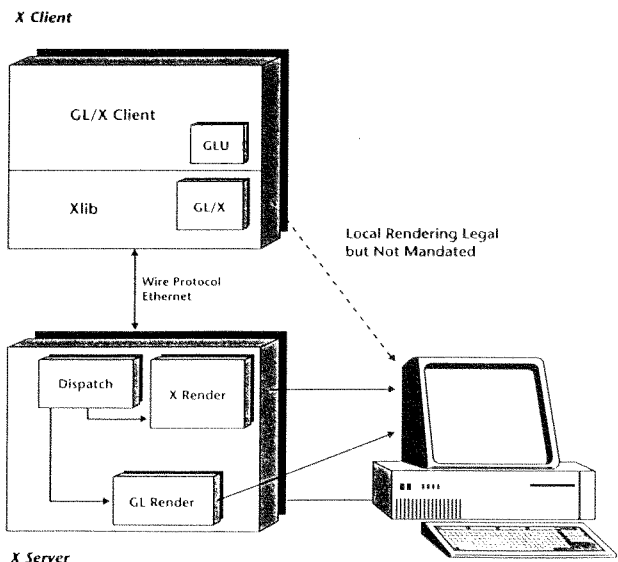 X Client
GL/X Client
GLU
Xlib
GL/X
Local Rendering Legal
but Not Mandated
Wire Protocol
Ethernet
Dispatch
X Render
GL Render
X Server